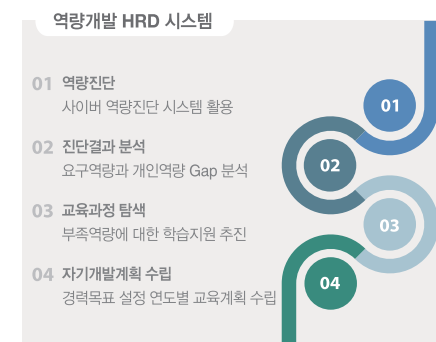 역량개발 HRD 시스템
01 역량진단
사이버 역량진단 시스템 활용
02 진단결과 분석
요구역량과 개인역량 Gap 분석
03 교육과정 탐색
부족역량에 대한 학습지원 추진
04 자기개발계획 수립
경력목표 설정 연도별 교육계획 수립
01
02
03
04